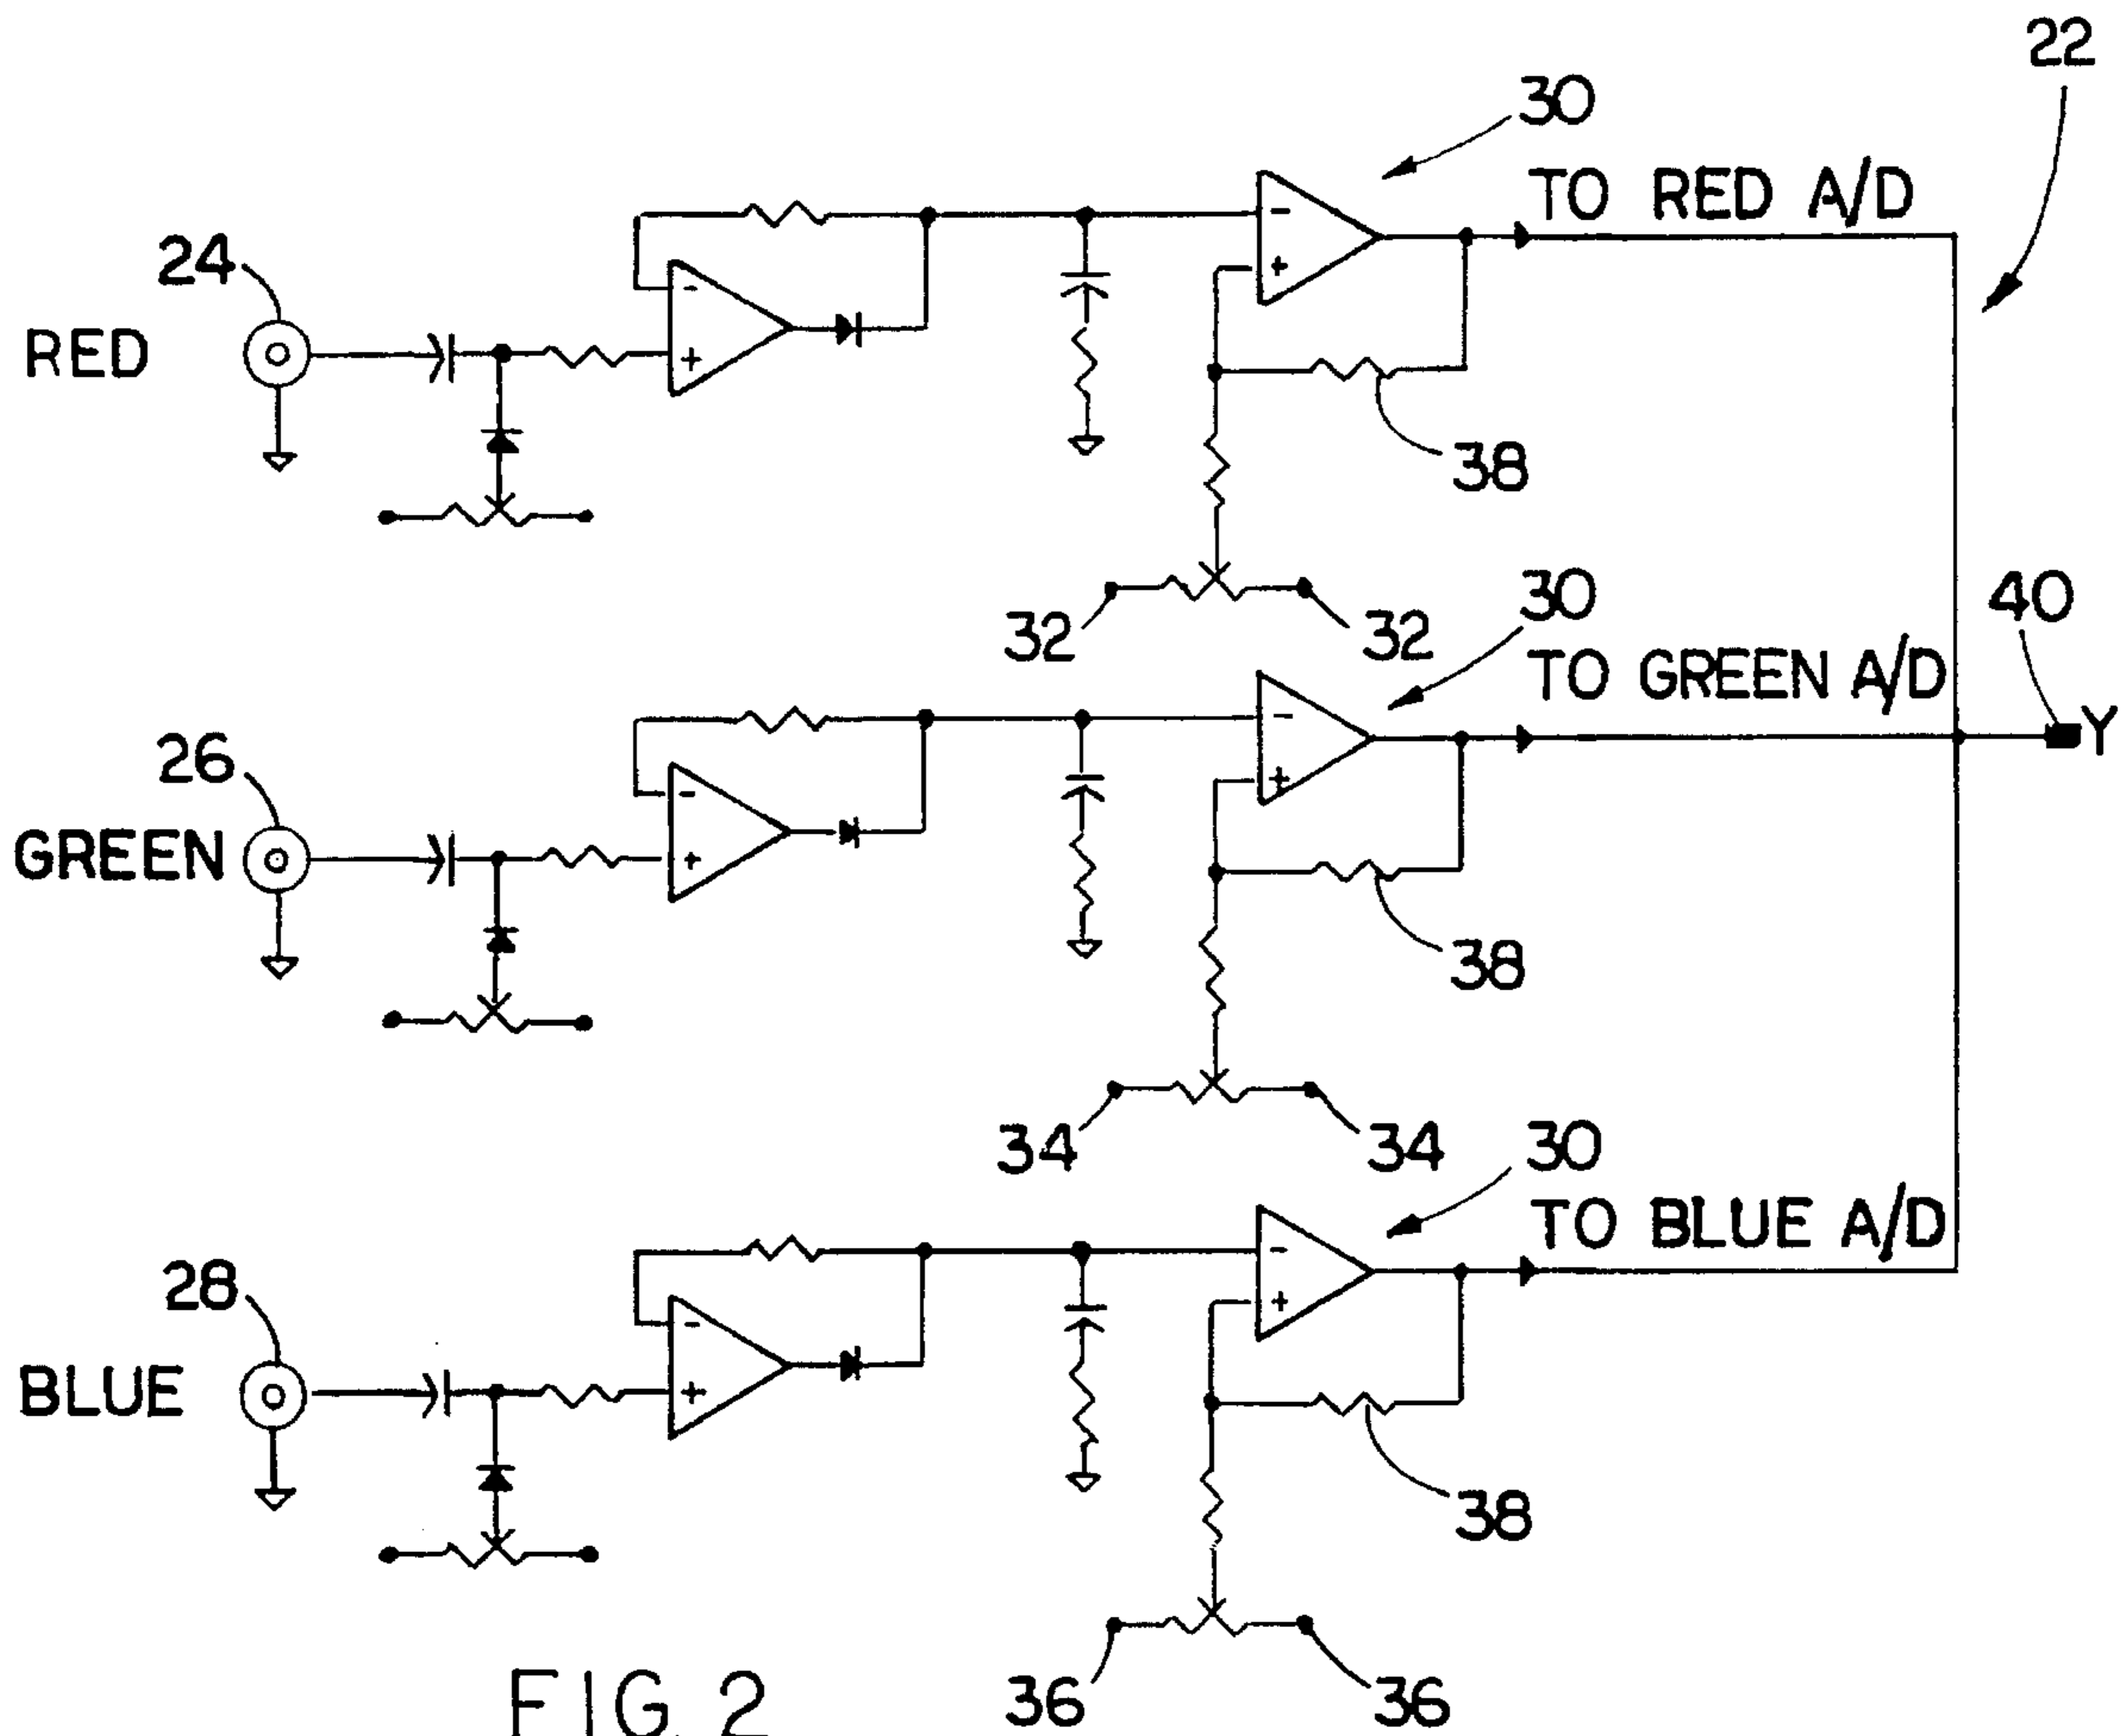 22
30
TO RED A/D
24
RED
- +
- +
38
32 32
40
30
TO GREEN A/D
Y
26
GREEN
- +
- +
38
34 34
30
TO BLUE A/D
28
BLUE
- +
- +
38
36 36
FIG. 2